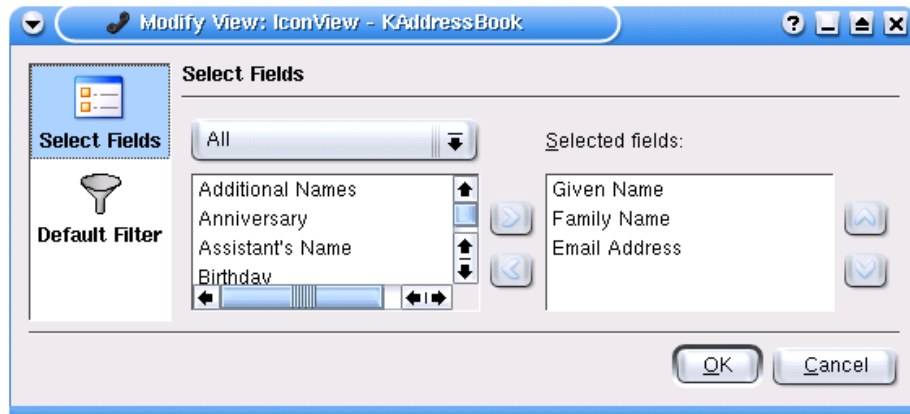 Modify View: IconView - KAddressBook
Select Fields
Default Filter
Select Fields
All
Additional Names
Anniversary
Assistant's Name
Birthday
Selected fields:
Given Name
Family Name
Email Address
OK
Cancel